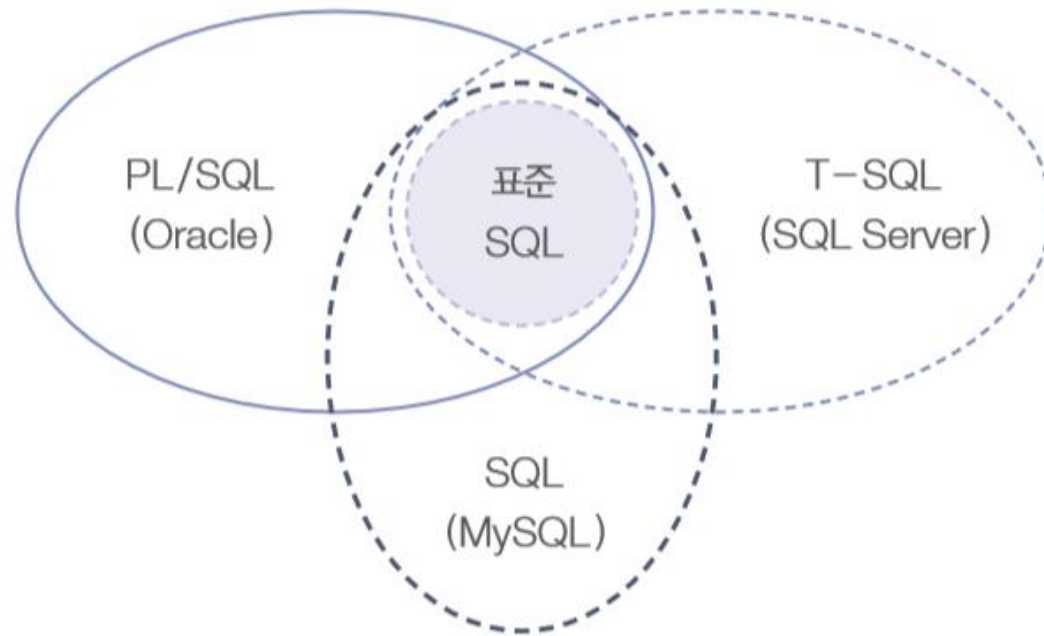 PL/SQL
(Oracle)
표준
SQL
T-SQL
(SQL Server)
SQL
(MySQL)